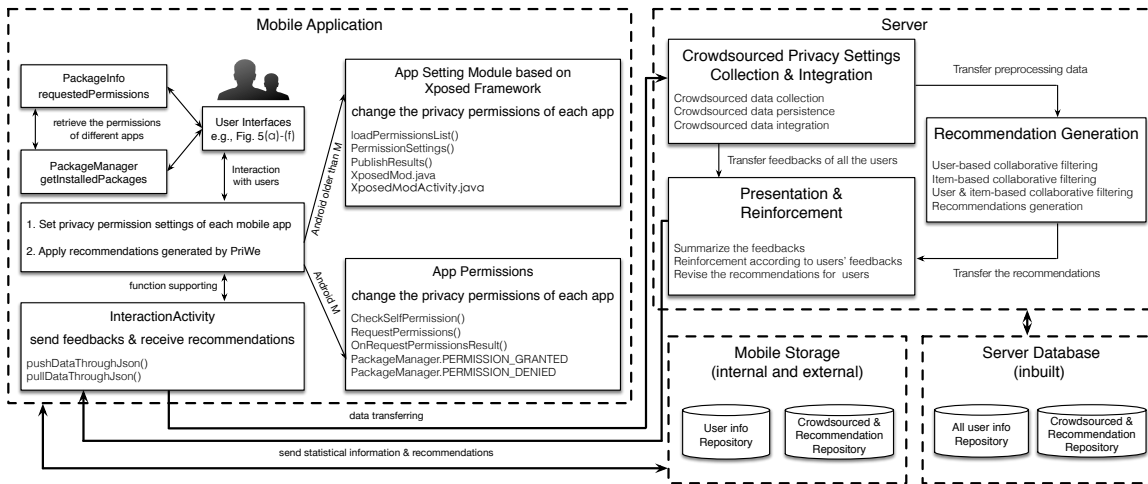 Mobile Application
PackageInfo
requestedPermissions
retrieve the permissions
of different apps
PackageManager
getInstalledPackages
User Interfaces
e.g., Fig. 5(a)-(f)
Interaction
with users
1. Set privacy permission settings of each mobile app
2. Apply recommendations generated by PriWe
function supporting
InteractionActivity
send feedbacks & receive recommendations
pushDataThroughJson()
pullDataThroughJson()
Android older than M
Android M
App Setting Module based on
Xposed Framework
change the privacy permissions of each app
loadPermissionsList()
PermissionSettings()
PublishResults()
XposedMod.java
XposedModActivity.java
App Permissions
change the privacy permissions of each app
CheckSelfPermission()
RequestPermissions()
OnRequestPermissionsResult()
PackageManager.PERMISSION_GRANTED
PackageManager.PERMISSION_DENIED
data transferring
send statistical information & recommendations
Server
Crowdsourced Privacy Settings
Collection & Integration
Crowdsourced data collection
Crowdsourced data persistence
Crowdsourced data integration
Transfer preprocessing data
Transfer feedbacks of all the users
Recommendation Generation
User-based collaborative filtering
Item-based collaborative filtering
User & item-based collaborative filtering
Recommendations generation
Presentation &
Reinforcement
Summarize the feedbacks
Reinforcement according to users' feedbacks
Revise the recommendations for users
Transfer the recommendations
Mobile Storage
(internal and external)
User info
Repository
Crowdsourced &
Recommendation
Repository
Server Database
(inbuilt)
All user info
Repository
Crowdsourced &
Recommendation
Repository